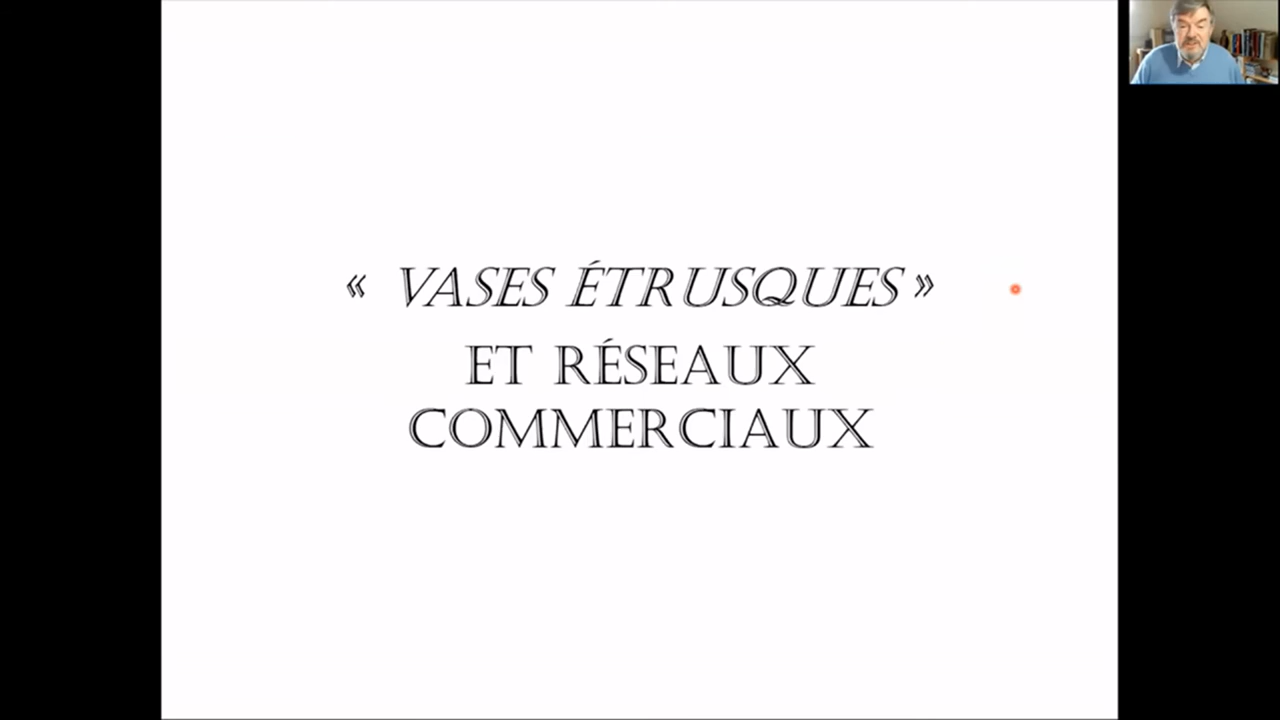 « VASES ÉTRUSQUES »
ET RÉSEAUX
COMMERCIAUX